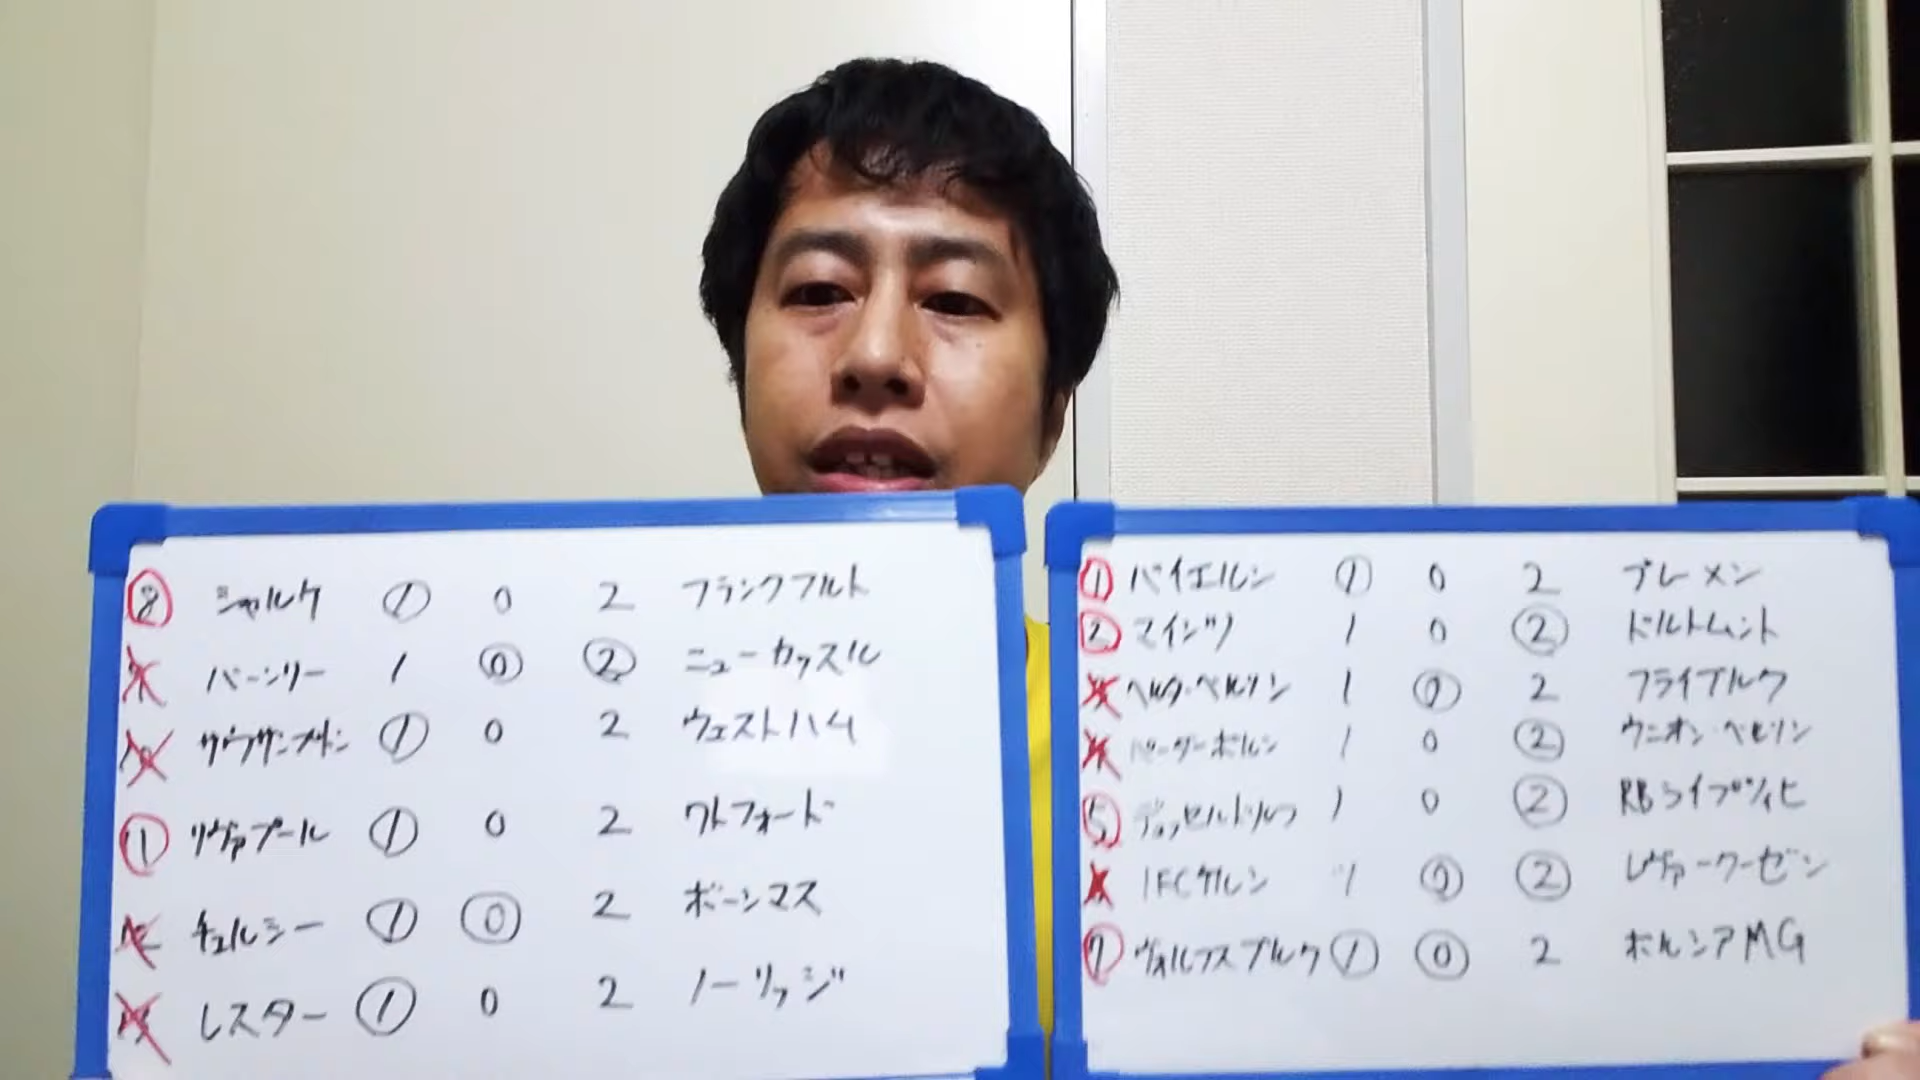 ① バイエルン ① 0 2 ブレーメン
② マインツ 1 0 ② ドルトムント
ヘルタ・ベルリン 1 ⓪ 2 フライブルク
パーダーボルン 1 0 ② ウニオン・ベルリン
⑤ デュッセルドルフ 1 0 ② RBライプツィヒ
1FCケルン 1 ⓪ ② レヴァークーゼン
⑦ ヴォルフスブルク ① ⓪ 2 ボルシアMG
⑧ シャルケ ① 0 2 フランクフルト
バーンリー 1 ⓪ ② ニューカッスル
サウサンプトン ① 0 2 ウェストハム
⑪ リヴァプール ① 0 2 ワトフォード
チェルシー ① ⓪ 2 ボーンマス
レスター ① 0 2 ノーリッジ